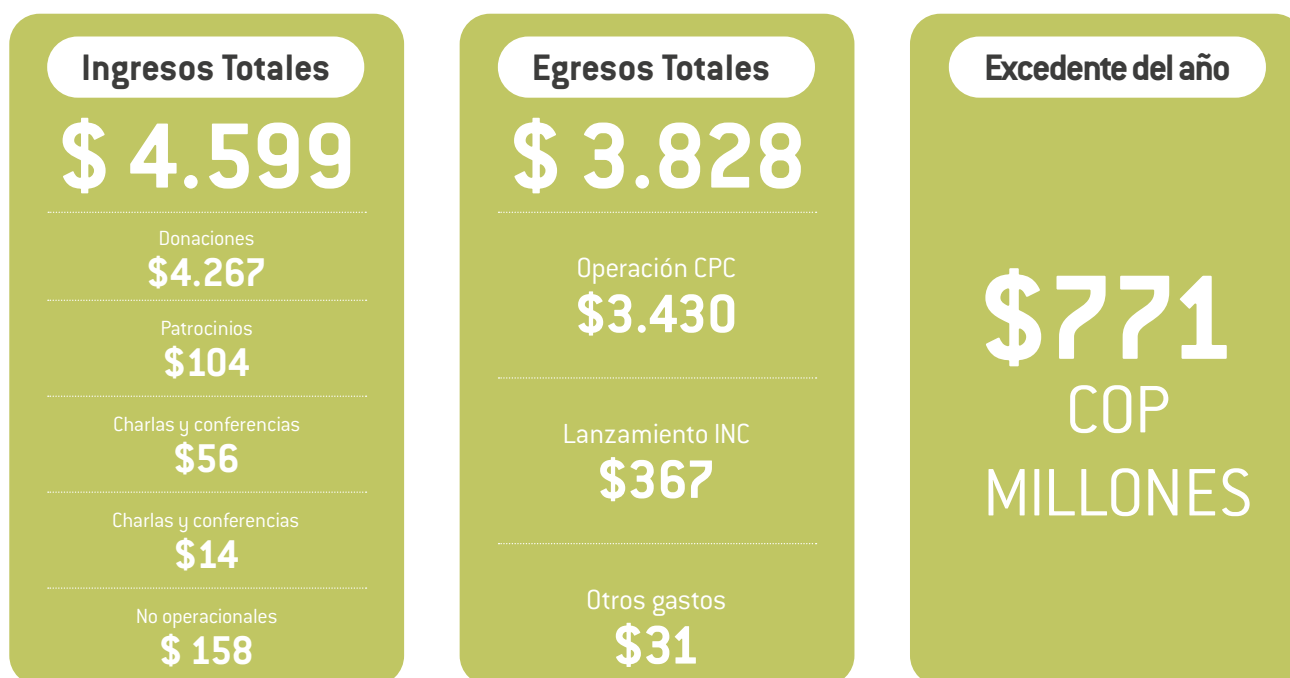 Ingresos Totales
$ 4.599
Donaciones
$4.267
Patrocinios
$104
Charlas y conferencias
$56
Charlas y conferencias
$14
No operacionales
$ 158
Egresos Totales
$ 3.828
Operación CPC
$3.430
Lanzamiento INC
$367
Otros gastos
$31
Excedente del año
$771
COP
MILLONES